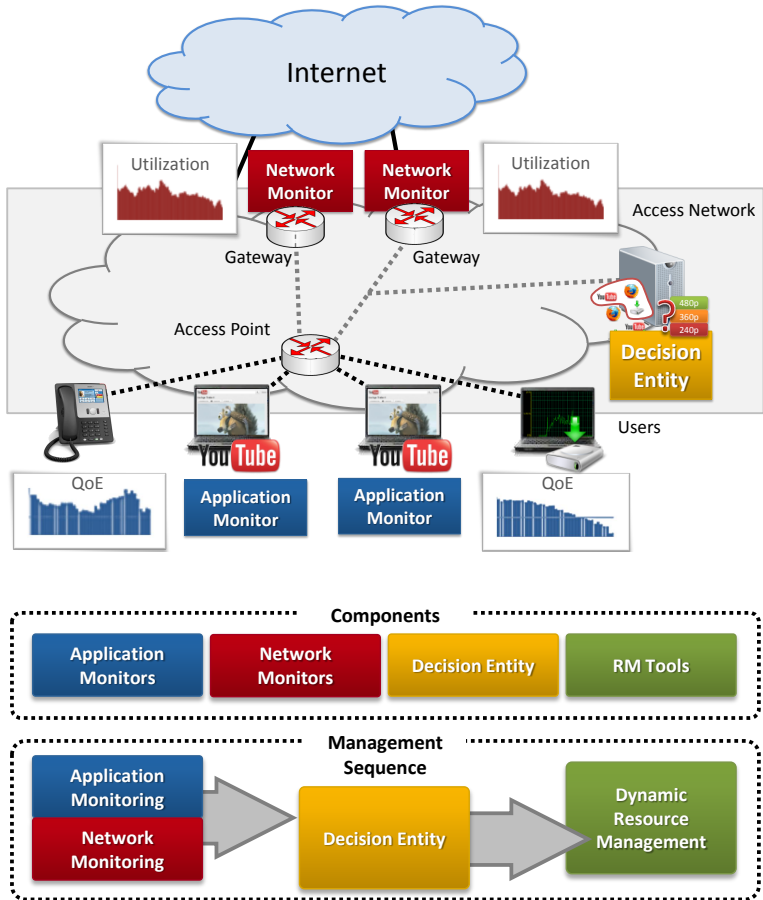 Internet
Utilization
Network
Monitor
Network
Monitor
Utilization
Access Network
Gateway
Gateway
Access Point
YouTube
480p
360p
240p
?
YouTube
Decision
Entity
Users
YouTube
YouTube
QoE
Application
Monitor
Application
Monitor
QoE
Components
Application
Monitors
Network
Monitors
Decision Entity
RM Tools
Management
Sequence
Application
Monitoring
Network
Monitoring
Decision Entity
Dynamic
Resource
Management